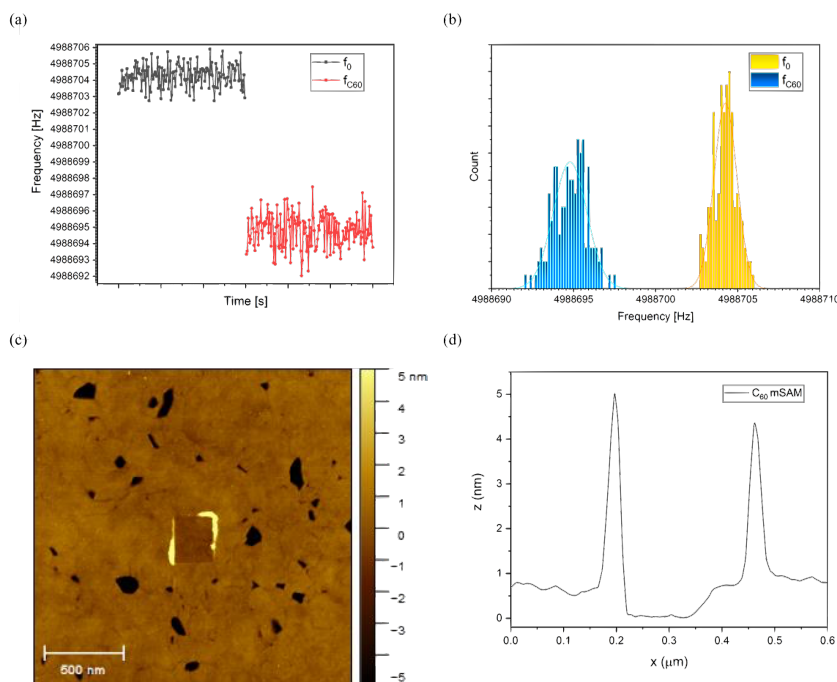 (a)
4988706
4988705
4988704
4988703
4988702
4988701
4988700
4988699
4988698
4988697
4988696
4988695
4988694
4988693
4988692
Frequency [Hz]
Time [s]
f0
fC60
(b)
Count
f0
fC60
4988690 4988695 4988700 4988705 4988710
Frequency [Hz]
(c)
500 nm
5 nm
4
3
2
1
0
−1
−2
−3
−5
(d)
z (nm)
5
4
3
2
1
0
C60 mSAM
0.0 0.1 0.2 0.3 0.4 0.5 0.6
x (μm)